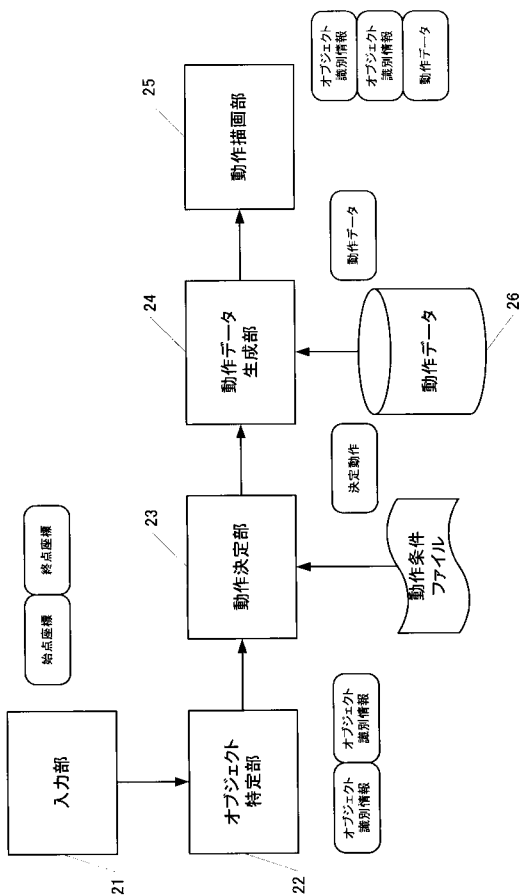 21
入力部
始点座標
終点座標
22
オブジェクト
特定部
オブジェクト
識別情報
オブジェクト
識別情報
23
動作決定部
動作条件
ファイル
決定動作
24
動作データ
生成部
動作データ
26
動作データ
25
動作描画部
オブジェクト
識別情報
オブジェクト
識別情報
動作データ